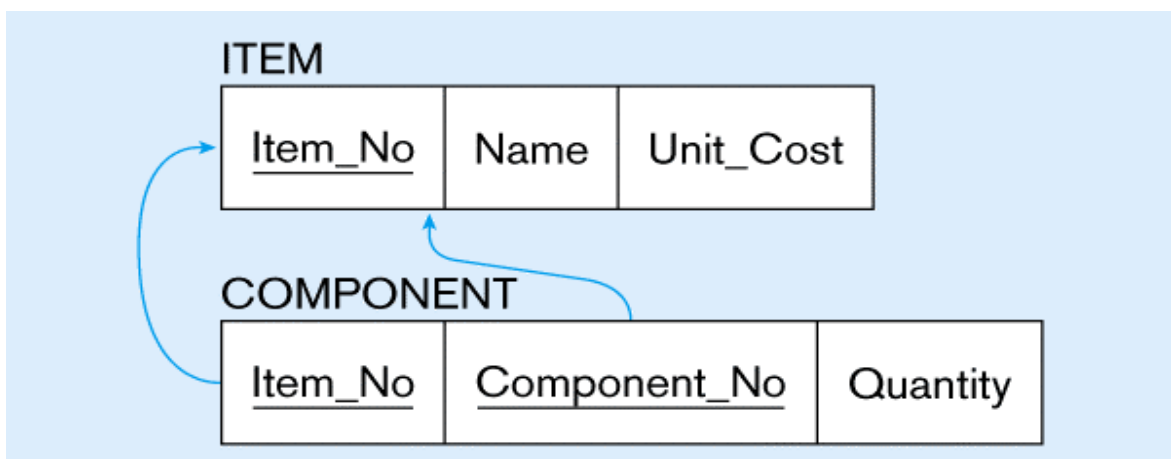 ITEM
Item_No Name Unit_Cost
COMPONENT
Item_No Component_No Quantity